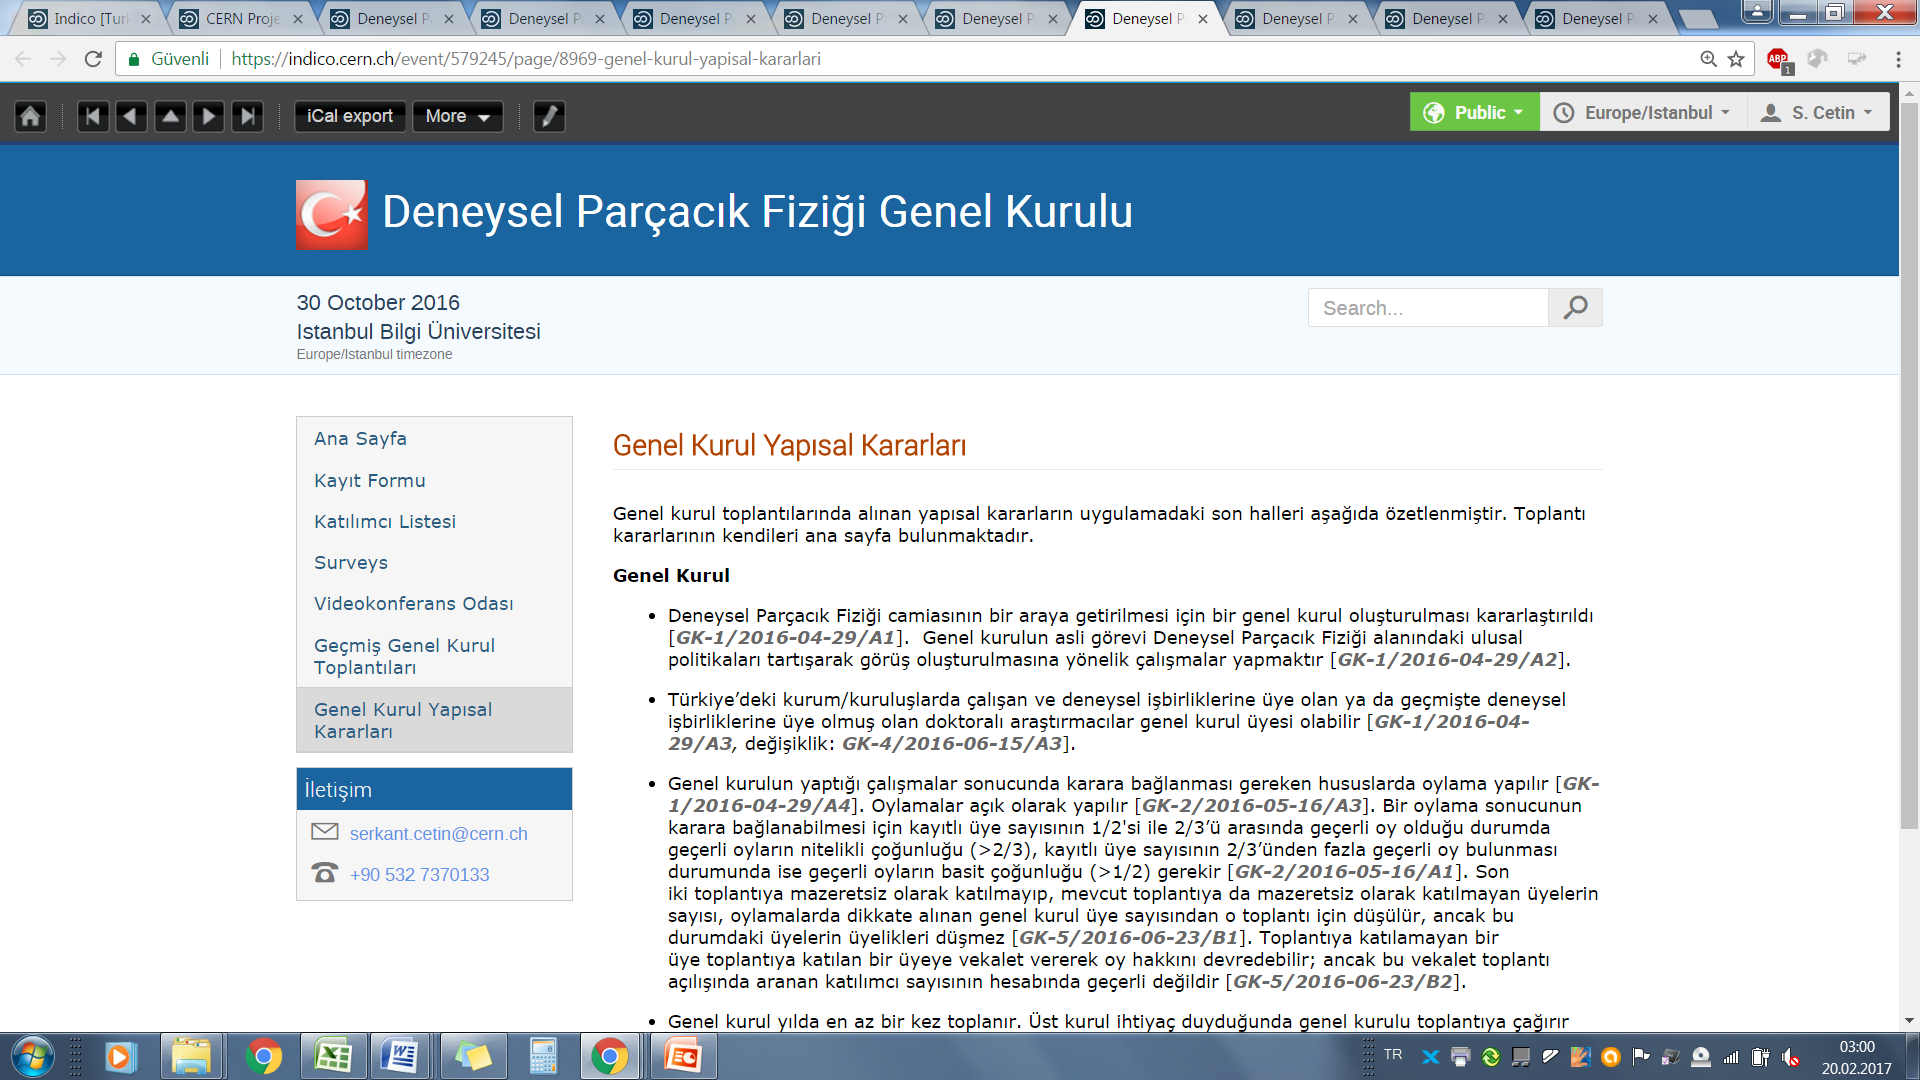 Indico [Turk
CERN Proje
Deneysel P
Deneysel P
Deneysel P
Deneysel P
Deneysel P
Deneysel P
Deneysel P
Deneysel P
Deneysel P
Güvenli
https://indico.cern.ch/event/579245/page/8969-genel-kurul-yapisal-kararlari
ABP
1
iCal export
More
Public
Europe/Istanbul
S. Cetin
Deneysel Parçacık Fiziği Genel Kurulu
30 October 2016
Istanbul Bilgi Üniversitesi
Europe/Istanbul timezone
Search...
Ana Sayfa
Kayıt Formu
Katılımcı Listesi
Surveys
Videokonferans Odası
Geçmiş Genel Kurul
Toplantıları
Genel Kurul Yapısal
Kararları
İletişim
serkant.cetin@cern.ch
+90 532 7370133
Genel Kurul Yapısal Kararları
Genel kurul toplantılarında alınan yapısal kararların uygulamadaki son halleri aşağıda özetlenmiştir. Toplantı
kararlarının kendileri ana sayfa bulunmaktadır.
Genel Kurul
• Deneysel Parçacık Fiziği camiasının bir araya getirilmesi için bir genel kurul oluşturulması kararlaştırıldı
[GK-1/2016-04-29/A1].  Genel kurulun asli görevi Deneysel Parçacık Fiziği alanındaki ulusal
politikaları tartışarak görüş oluşturulmasına yönelik çalışmalar yapmaktır [GK-1/2016-04-29/A2].
• Türkiye’deki kurum/kuruluşlarda çalışan ve deneysel işbirliklerine üye olan ya da geçmişte deneysel
işbirliklerine üye olmuş olan doktoralı araştırmacılar genel kurul üyesi olabilir [GK-1/2016-04-
29/A3, değişiklik: GK-4/2016-06-15/A3].
• Genel kurulun yaptığı çalışmalar sonucunda karara bağlanması gereken hususlarda oylama yapılır [GK-
1/2016-04-29/A4]. Oylamalar açık olarak yapılır [GK-2/2016-05-16/A3]. Bir oylama sonucunun
karara bağlanabilmesi için kayıtlı üye sayısının 1/2'si ile 2/3’ü arasında geçerli oy olduğu durumda
geçerli oyların nitelikli çoğunluğu (>2/3), kayıtlı üye sayısının 2/3’ünden fazla geçerli oy bulunması
durumunda ise geçerli oyların basit çoğunluğu (>1/2) gerekir [GK-2/2016-05-16/A1]. Son
iki toplantıya mazeretsiz olarak katılmayıp, mevcut toplantıya da mazeretsiz olarak katılmayan üyelerin
sayısı, oylamalarda dikkate alınan genel kurul üye sayısından o toplantı için düşülür, ancak bu
durumdaki üyelerin üyelikleri düşmez [GK-5/2016-06-23/B1]. Toplantıya katılamayan bir
üye toplantıya katılan bir üyeye vekalet vererek oy hakkını devredebilir; ancak bu vekalet toplantı
açılışında aranan katılımcı sayısının hesabında geçerli değildir [GK-5/2016-06-23/B2].
• Genel kurul yılda en az bir kez toplanır. Üst kurul ihtiyaç duyduğunda genel kurulu toplantıya çağırır
TR
03:00
20.02.2017